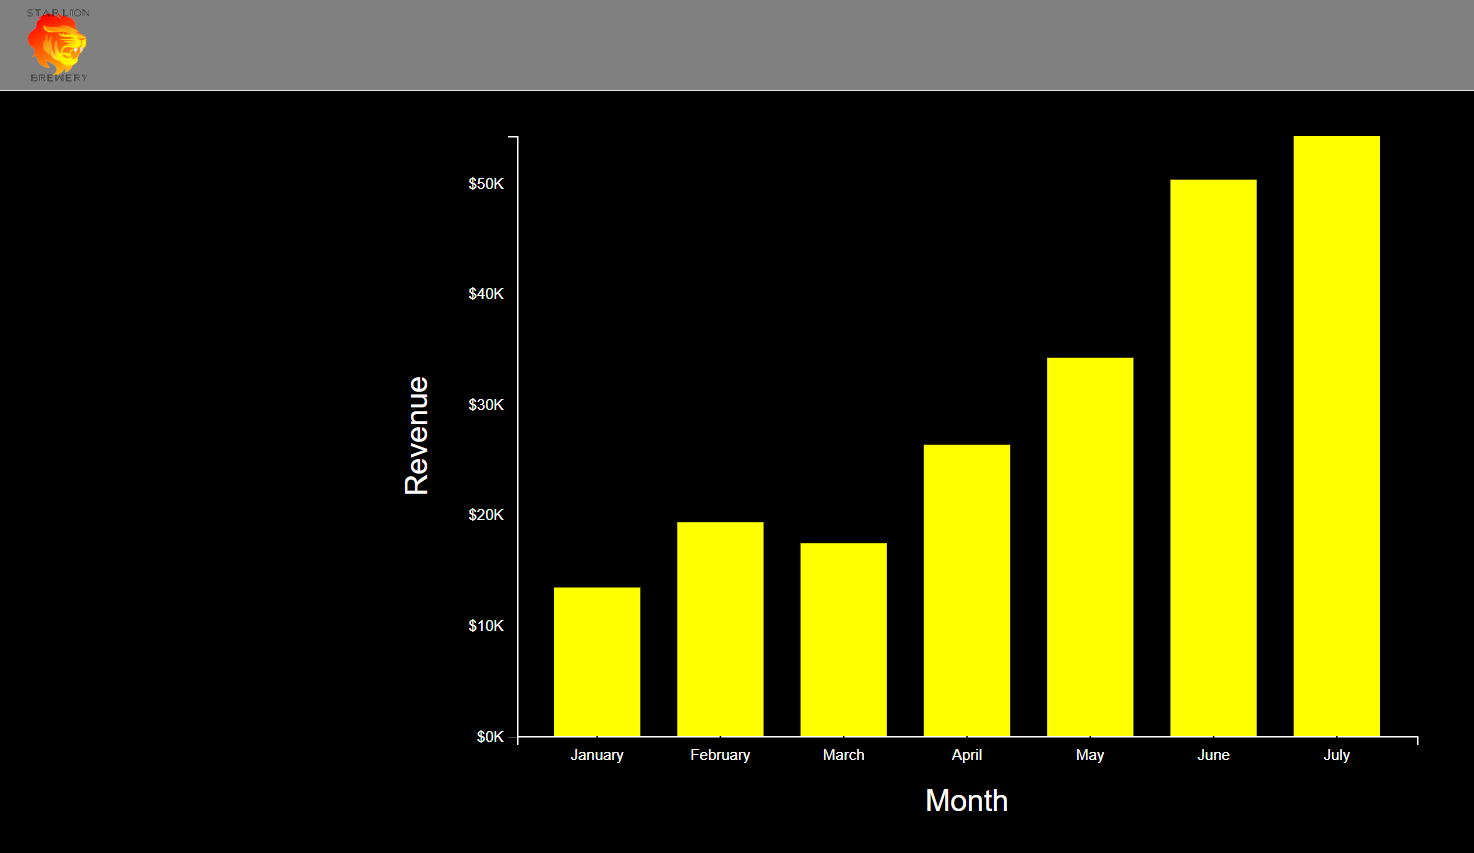 STAR LION
BREWERY
$50K
$40K
$30K
$20K
$10K
$0K
Revenue
January February March April May June July
Month